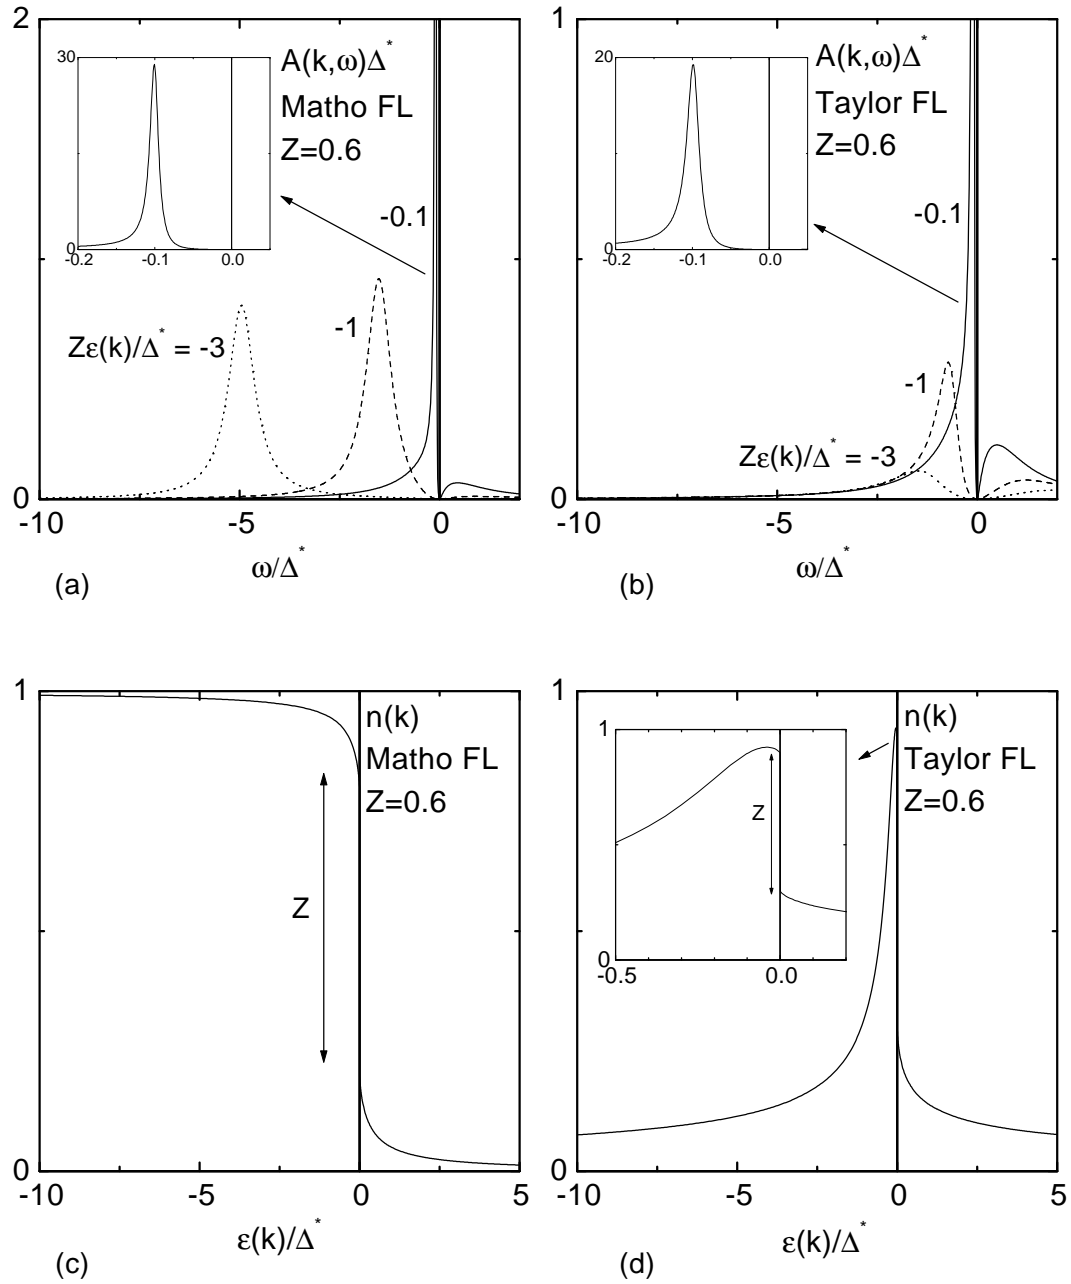 2
30
0
-0.2
-0.1
0.0
A(k,ω)Δ*
Matho FL
Z=0.6
-0.1
-1
Zε(k)/Δ* = -3
0
-10
-5
0
ω/Δ*
(a)
1
20
0
-0.2
-0.1
0.0
A(k,ω)Δ*
Taylor FL
Z=0.6
-0.1
-1
Zε(k)/Δ* = -3
0
-10
-5
0
ω/Δ*
(b)
1
n(k)
Matho FL
Z=0.6
Z
0
-10
-5
0
5
ε(k)/Δ*
(c)
1
1
Z
0
-0.5
0.0
n(k)
Taylor FL
Z=0.6
0
-10
-5
0
5
ε(k)/Δ*
(d)